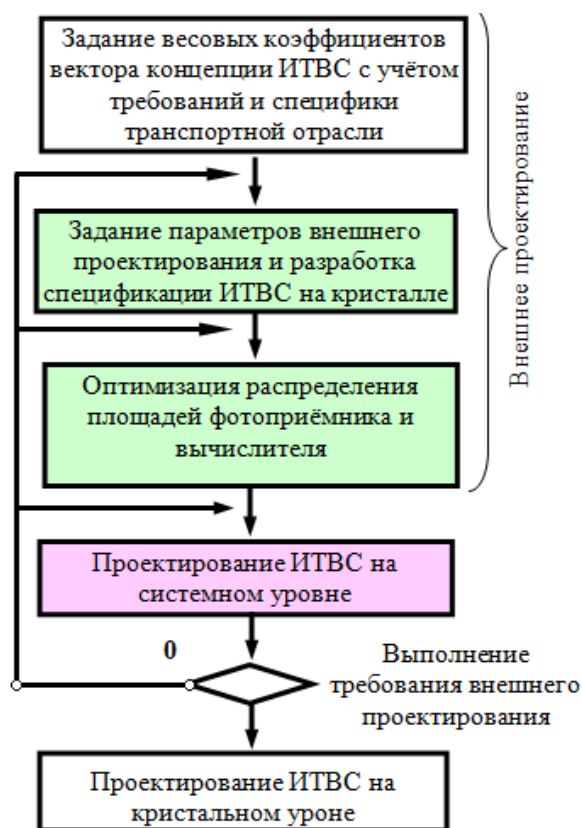 Задание весовых коэффициентов
вектора концепции ИТВС с учётом
требований и специфики
транспортной отрасли
Внешнее проектирование
Задание параметров внешнего
проектирования и разработка
спецификации ИТВС на кристалле
Оптимизация распределения
площадей фотоприёмника и
вычислителя
Проектирование ИТВС на
системном уровне
0
Выполнение
требования внешнего
проектирования
Проектирование ИТВС на
кристальном уроне